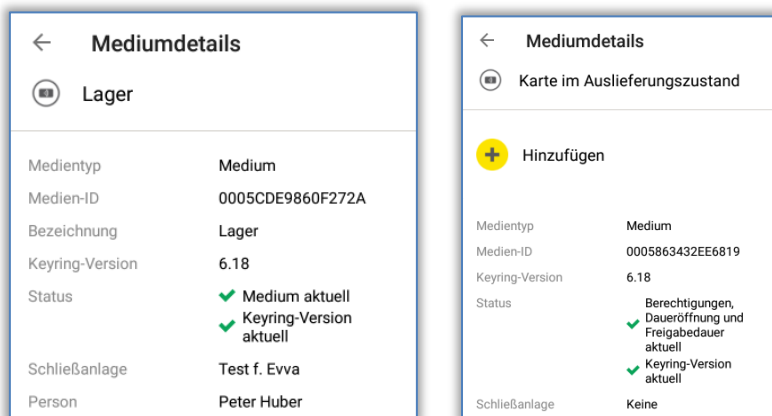 Mediumdetails
Lager
Medientyp Medium
Medien-ID 0005CDE9860F272A
Bezeichnung Lager
Keyring-Version 6.18
Status Medium aktuell
Keyring-Version
aktuell
Schließanlage Test f. Evva
Person Peter Huber
Mediumdetails
Karte im Auslieferungszustand
Hinzufügen
Medientyp Medium
Medien-ID 0005863432EE6819
Keyring-Version 6.18
Status Berechtigungen,
Daueröffnung und
Freigabedauer
aktuell
Keyring-Version
aktuell
Schließanlage Keine